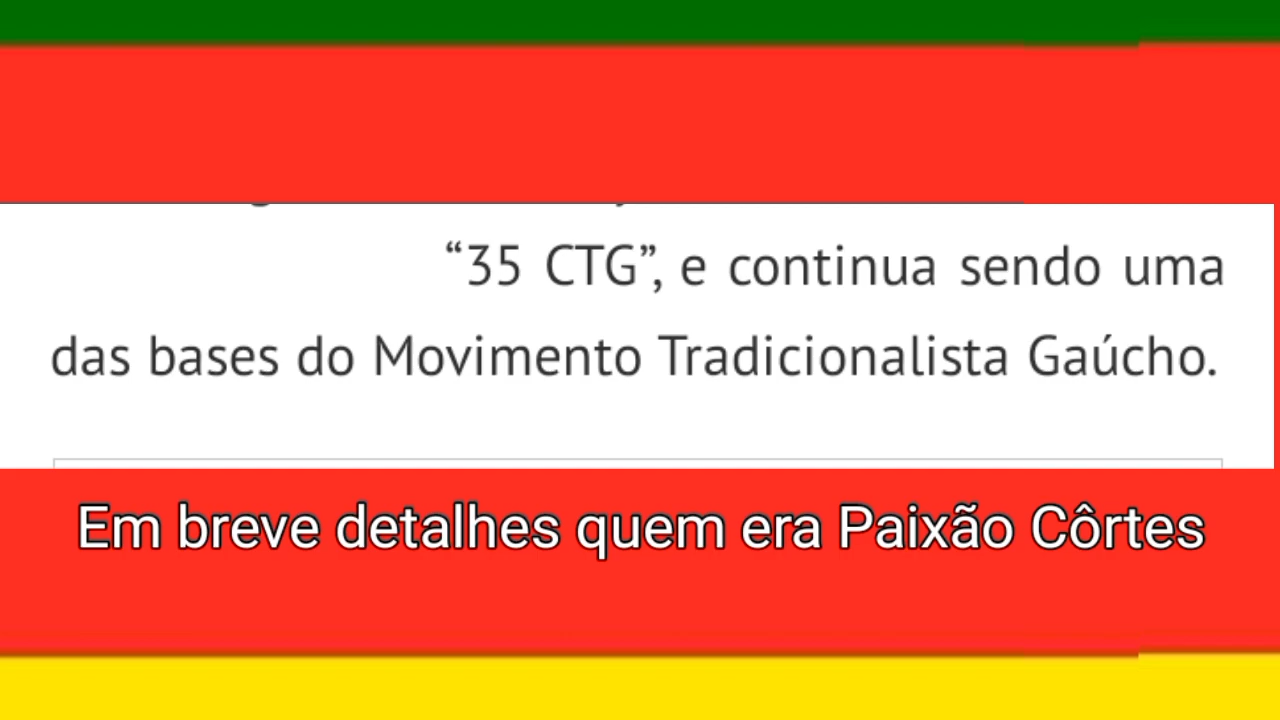 “35 CTG”, e continua sendo uma
das bases do Movimento Tradicionalista Gaúcho.
Em breve detalhes quem era Paixão Côrtes